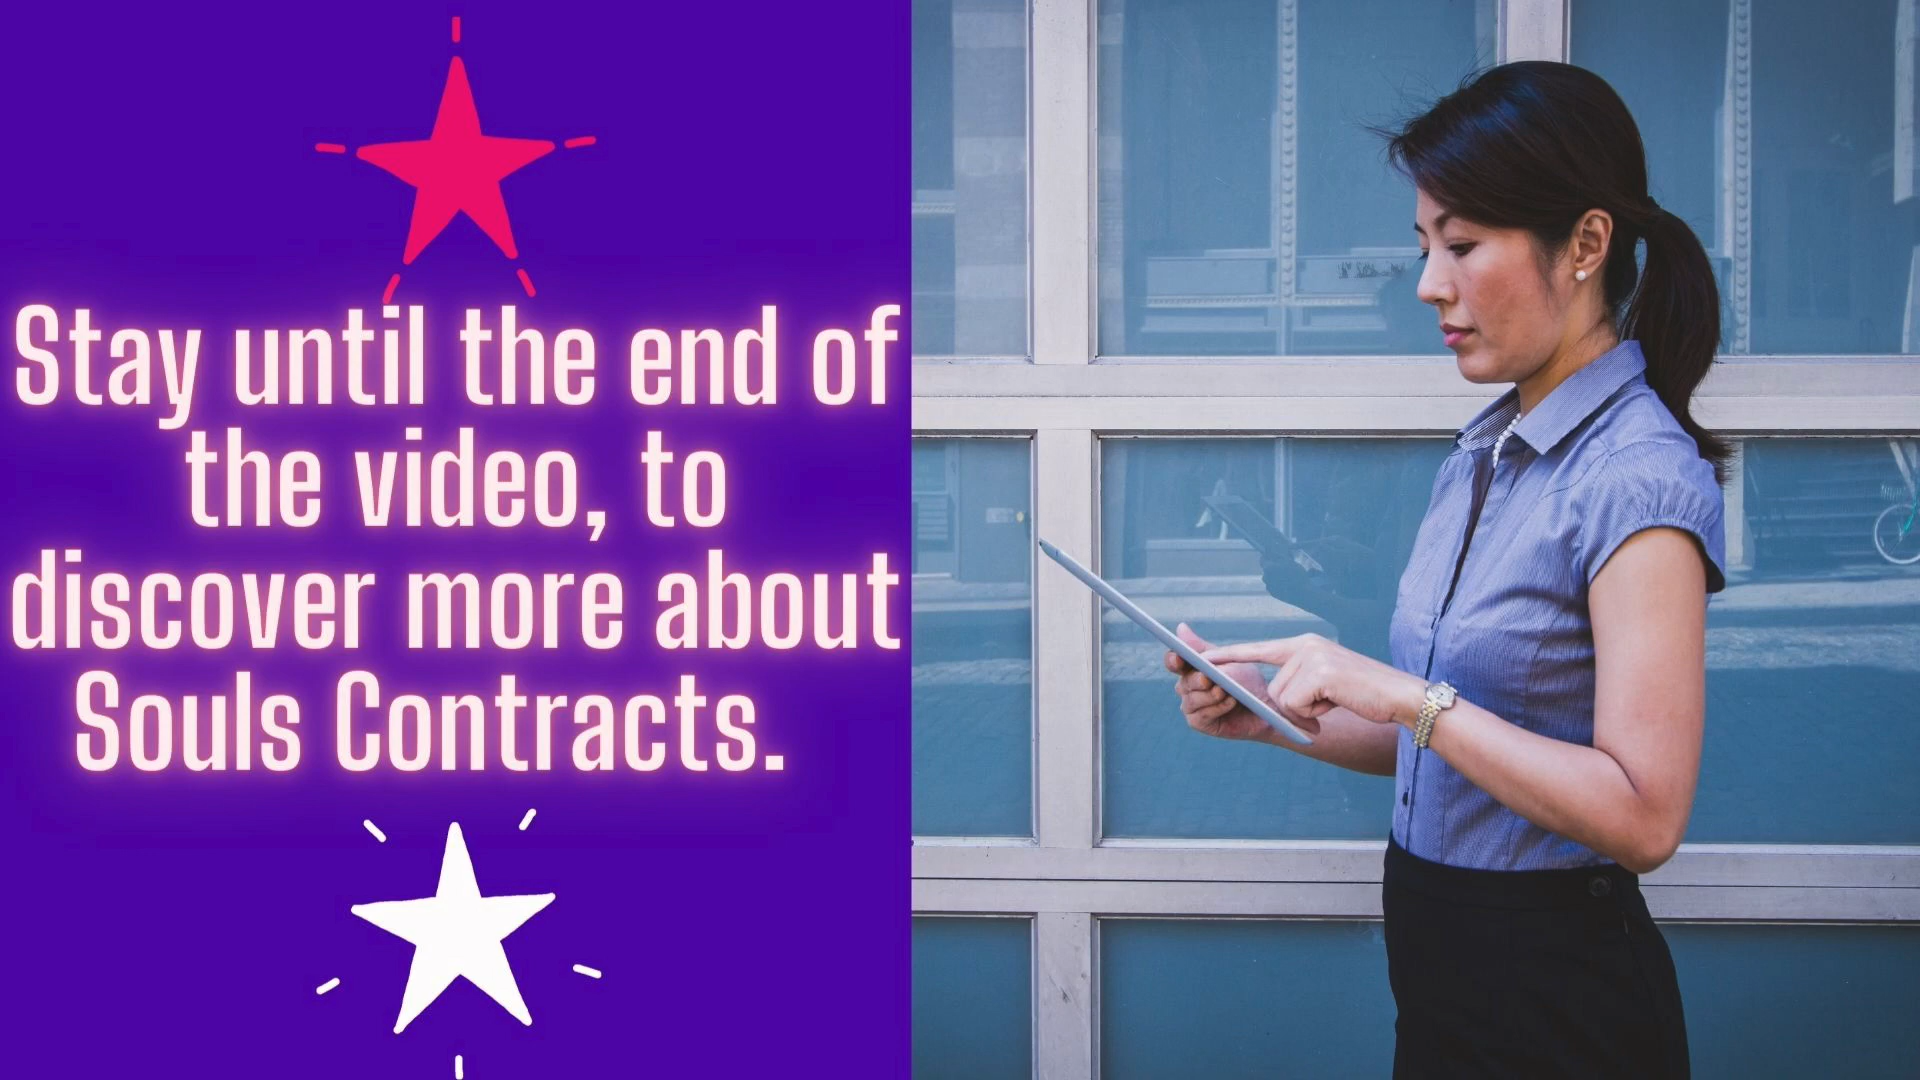 Stay until the end of
the video, to
discover more about
Souls Contracts.